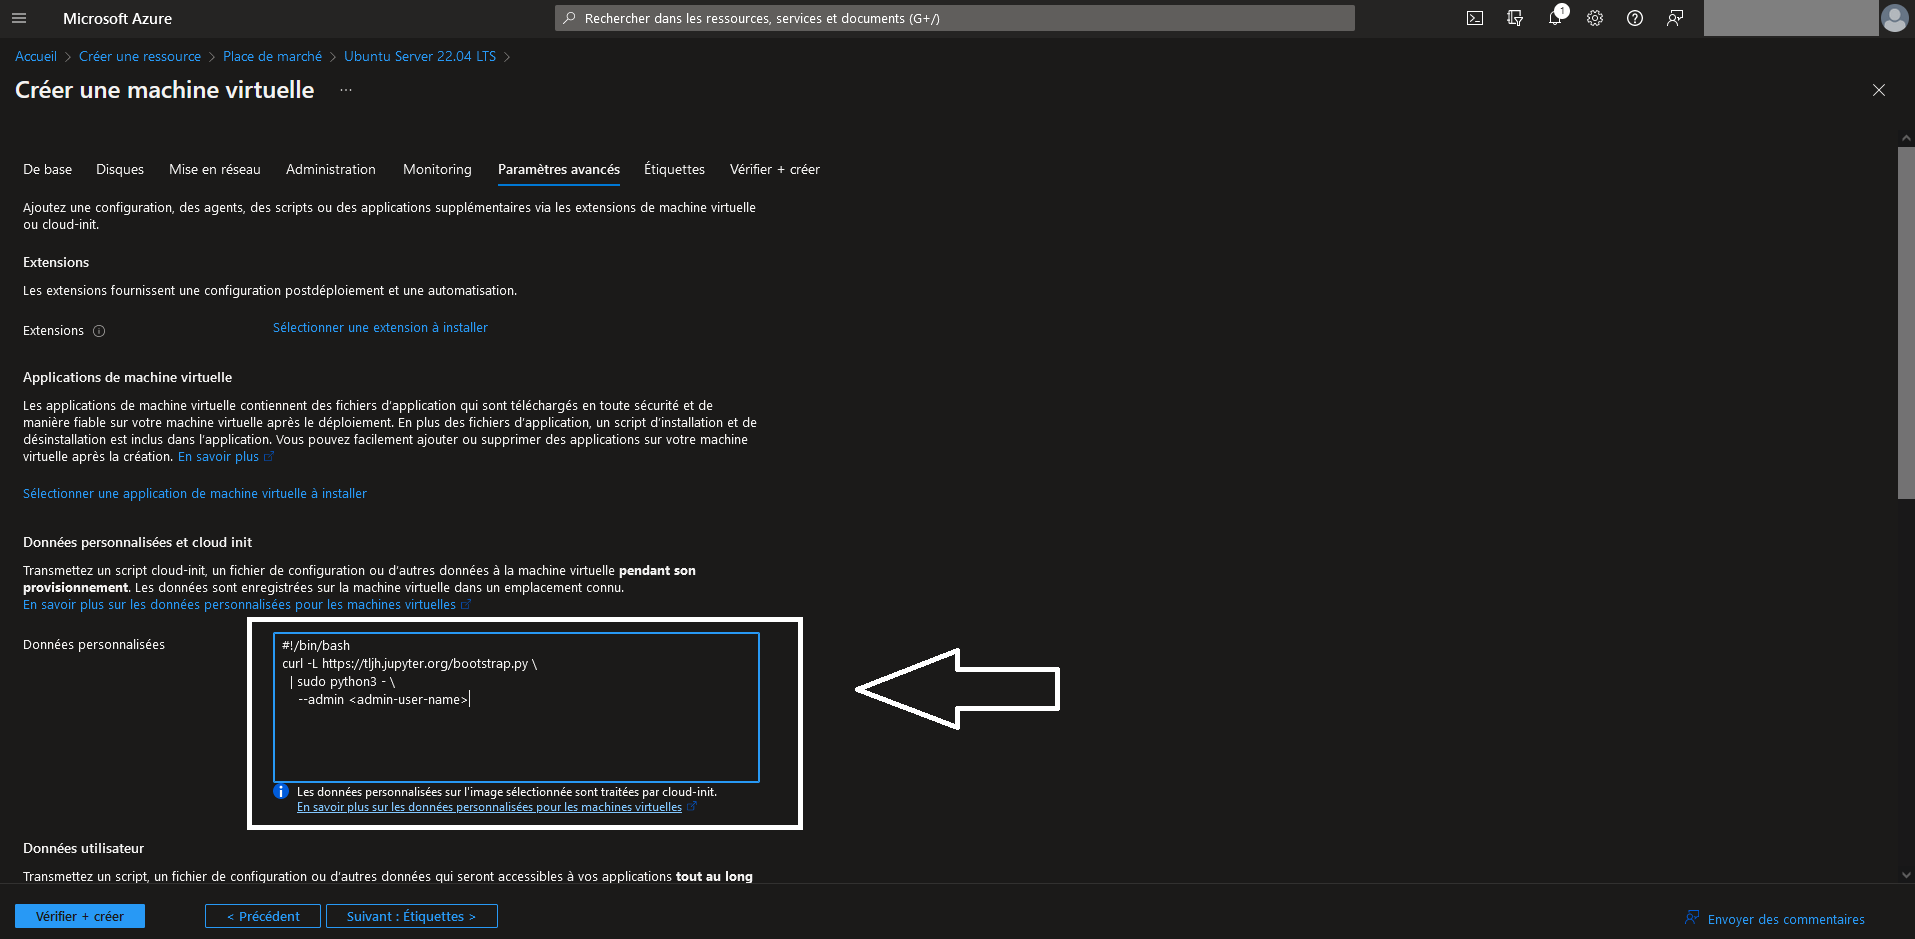 Microsoft Azure
Rechercher dans les ressources, services et documents (G+/)
1
Accueil > Créer une ressource > Place de marché > Ubuntu Server 22.04 LTS >
Créer une machine virtuelle ...
De base Disques Mise en réseau Administration Monitoring Paramètres avancés Étiquettes Vérifier + créer
Ajoutez une configuration, des agents, des scripts ou des applications supplémentaires via les extensions de machine virtuelle
ou cloud-init.
Extensions
Les extensions fournissent une configuration postdéploiement et une automatisation.
Extensions Sélectionner une extension à installer
Applications de machine virtuelle
Les applications de machine virtuelle contiennent des fichiers d'application qui sont téléchargés en toute sécurité et de
manière fiable sur votre machine virtuelle après le déploiement. En plus des fichiers d'application, un script d'installation et de
désinstallation est inclus dans l'application. Vous pouvez facilement ajouter ou supprimer des applications sur votre machine
virtuelle après la création. En savoir plus
Sélectionner une application de machine virtuelle à installer
Données personnalisées et cloud init
Transmettez un script cloud-init, un fichier de configuration ou d'autres données à la machine virtuelle pendant son
provisionnement. Les données sont enregistrées sur la machine virtuelle dans un emplacement connu.
En savoir plus sur les données personnalisées pour les machines virtuelles
Données personnalisées
#!/bin/bash
curl -L https://tljh.jupyter.org/bootstrap.py \
| sudo python3 - \
--admin <admin-user-name>
Les données personnalisées sur l'image sélectionnée sont traitées par cloud-init.
En savoir plus sur les données personnalisées pour les machines virtuelles
Données utilisateur
Transmettez un script, un fichier de configuration ou d'autres données qui seront accessibles à vos applications tout au long
Vérifier + créer < Précédent Suivant : Étiquettes > Envoyer des commentaires